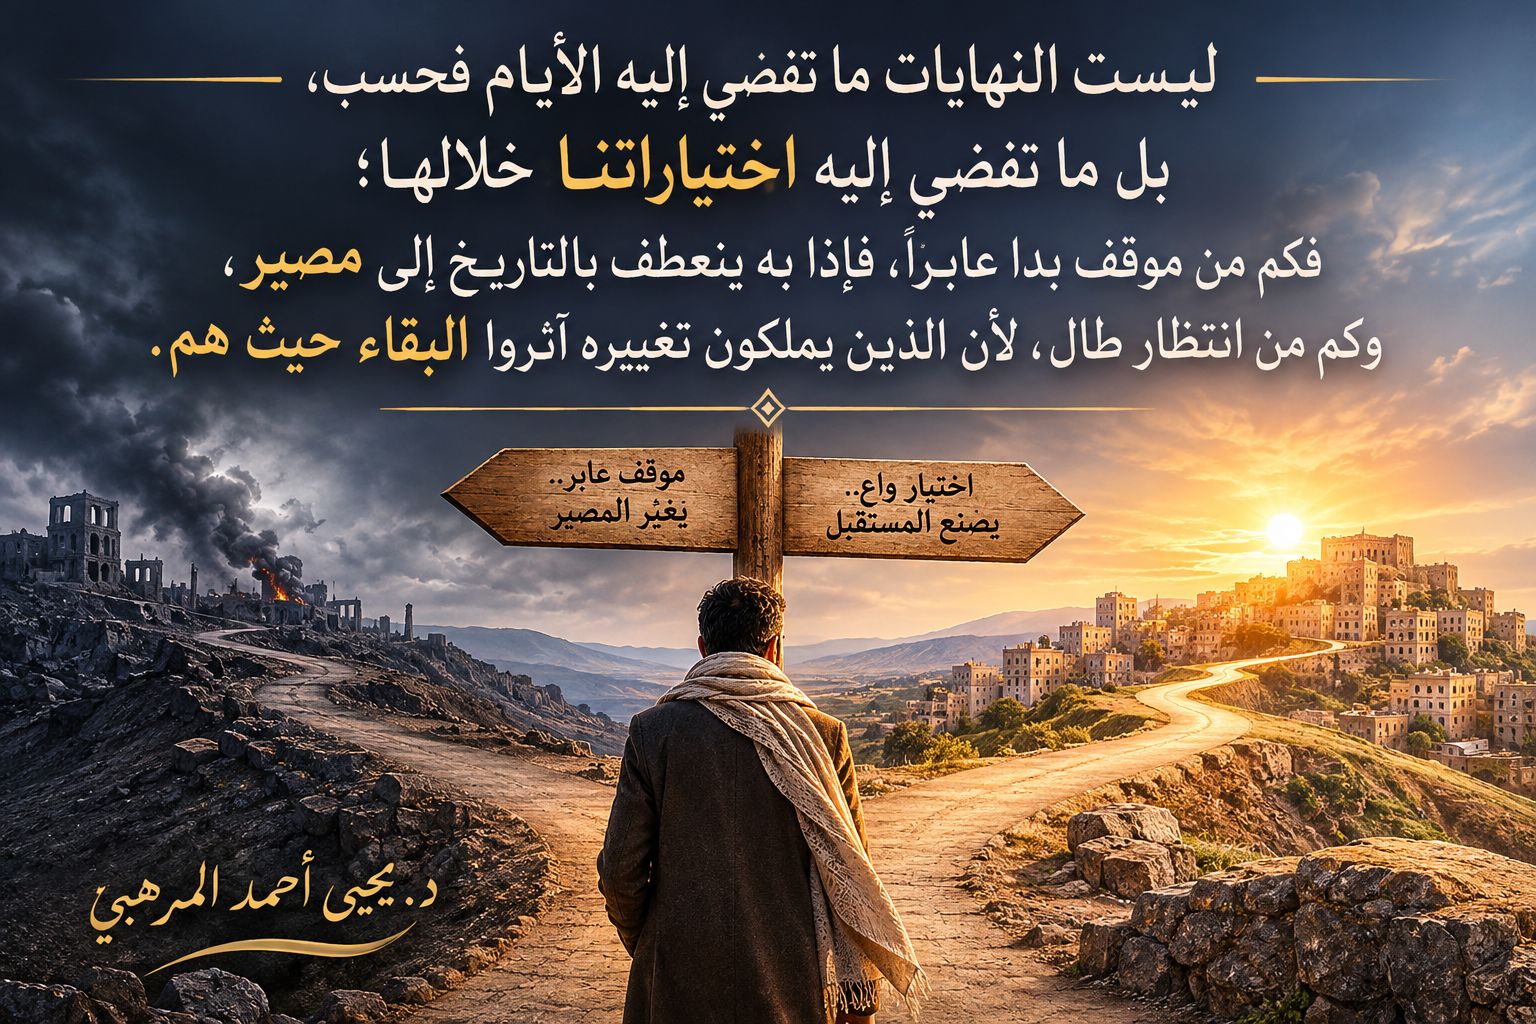 ليست النهايات ما تفضي إليه الأيام فحسب،
بل ما تفضي إليه اختياراتنا خلالها؛
فكم من موقف بدا عابراً، فإذا به ينعطف بالتاريخ إلى مصير،
وكم من انتظار طال، لأن الذين يملكون تغييره آثروا البقاء حيث هم.
اختيار واع..
يصنع المستقبل
موقف عابر..
يغيّر المصير
د. يحيى أحمد المرهبي